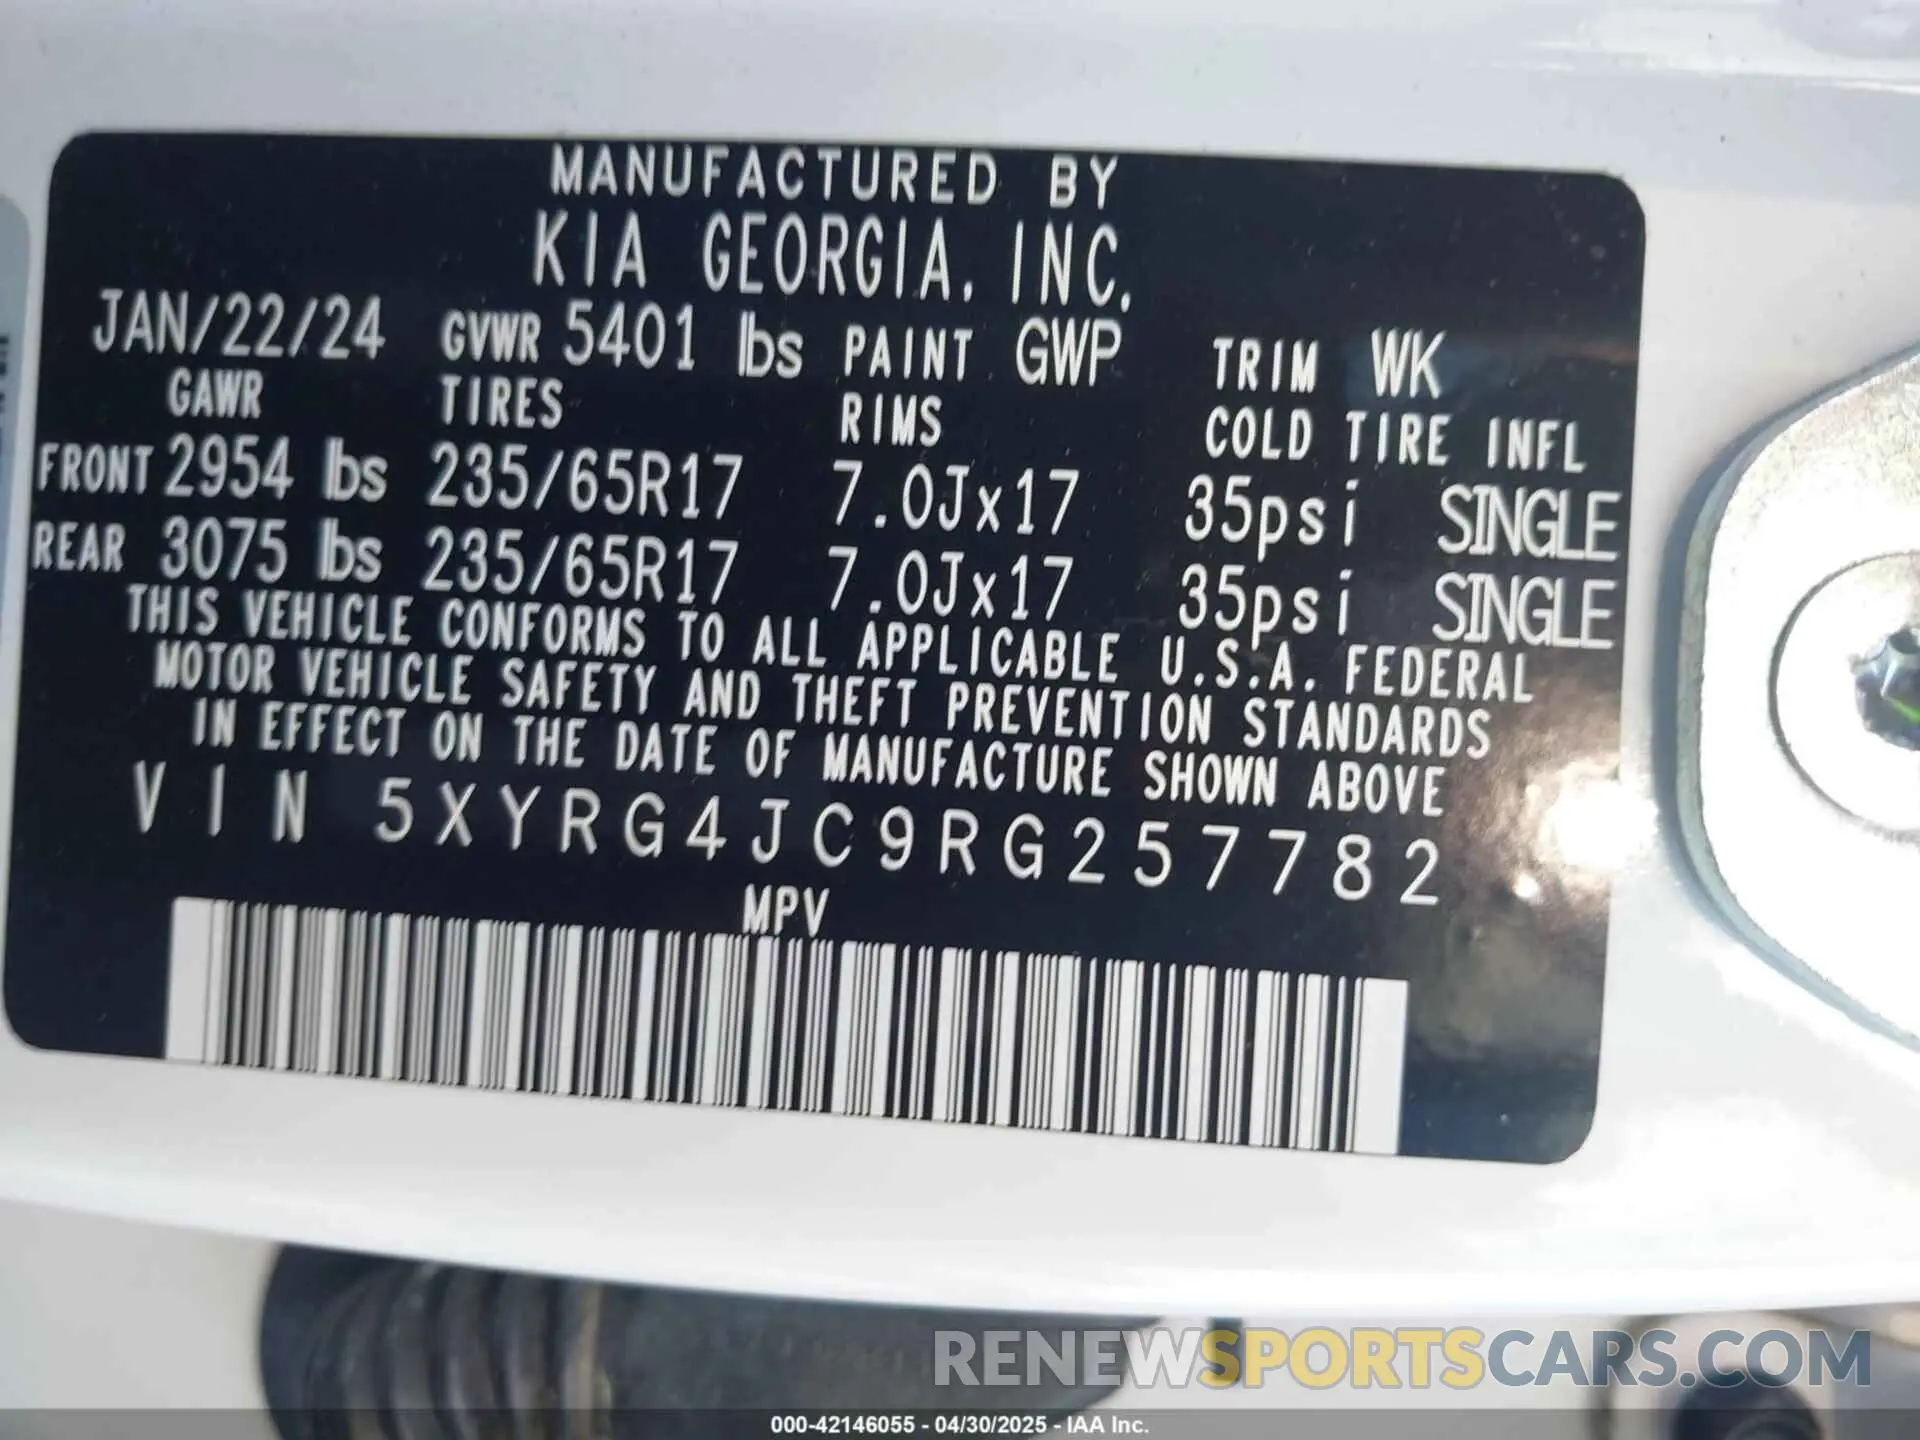 MANUFACTURED BY
KIA GEORGIA, INC.
JAN/22/24 GVWR 5401 lbs PAINT GWP TRIM WK
GAWR TIRES RIMS COLD TIRE INFL
FRONT 2954 lbs 235/65R17 7.0Jx17 35psi SINGLE
REAR 3075 lbs 235/65R17 7.0Jx17 35psi SINGLE
THIS VEHICLE CONFORMS TO ALL APPLICABLE U.S.A. FEDERAL
MOTOR VEHICLE SAFETY AND THEFT PREVENTION STANDARDS
IN EFFECT ON THE DATE OF MANUFACTURE SHOWN ABOVE
VIN 5XYRG4JC9RG257782
MPV
RENEWSPORTSCARS.COM
000-42146055 - 04/30/2025 - IAA Inc.